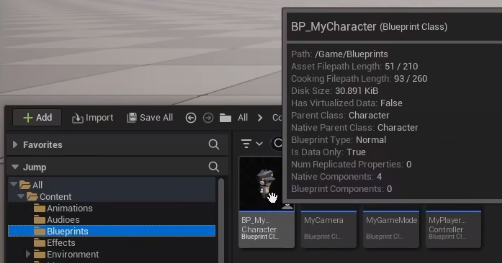 BP_MyCharacter (Blueprint Class)
Path: /Game/Blueprints
Asset Filepath Length: 51 / 210
Cooking Filepath Length: 93 / 260
Disk Size: 30.891 KiB
Has Virtualized Data: False
Parent Class: Character
Native Parent Class: Character
Blueprint Type: Normal
Is Data Only: True
Num Replicated Properties: 0
Native Components: 4
Blueprint Components: 0
+ Add Import Save All All > Co
Favorites
Jump
All
Content
Animations
Audioes
Blueprints
Effects
Environment
BP_My...
Character
Blueprint Cl...
MyCamera
Blueprint Cl...
MyGameMode
Blueprint Cl...
MyPlayer...
Controller
Blueprint Cl...